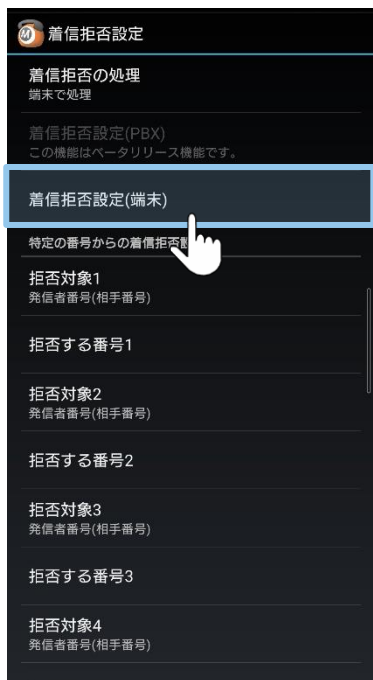 着信拒否設定
着信拒否の処理
端末で処理
着信拒否設定(PBX)
この機能はベータリリース機能です。
着信拒否設定(端末)
特定の番号からの着信拒否
拒否対象1
発信者番号(相手番号)
拒否する番号1
拒否対象2
発信者番号(相手番号)
拒否する番号2
拒否対象3
発信者番号(相手番号)
拒否する番号3
拒否対象4
発信者番号(相手番号)